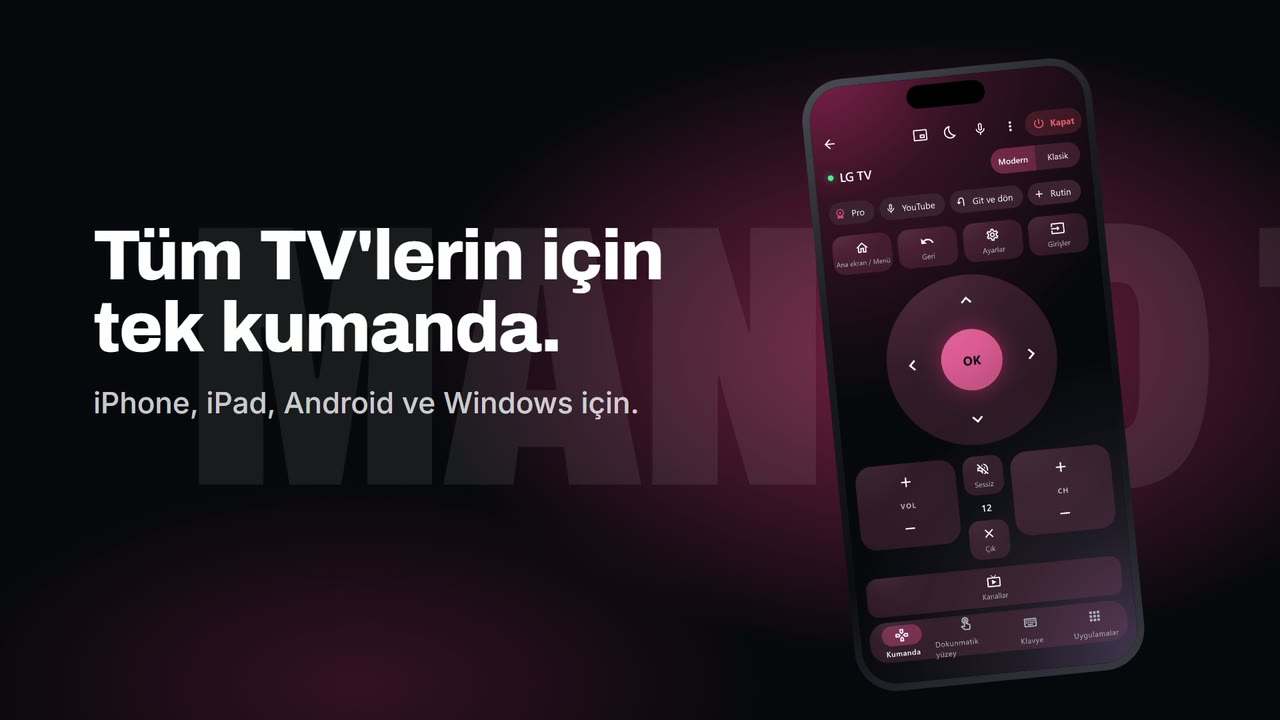 Tüm TV'lerin için
tek kumanda.
iPhone, iPad, Android ve Windows için.
Kapat
LG TV
Modern
Klasik
Pro
YouTube
Git ve dön
Rutin
Ana ekran / Menü
Geri
Ayarlar
Girişler
OK
VOL
Sessiz
12
Çık
CH
Kanallar
Kumanda
Dokunmatik
yüzey
Klavye
Uygulamalar